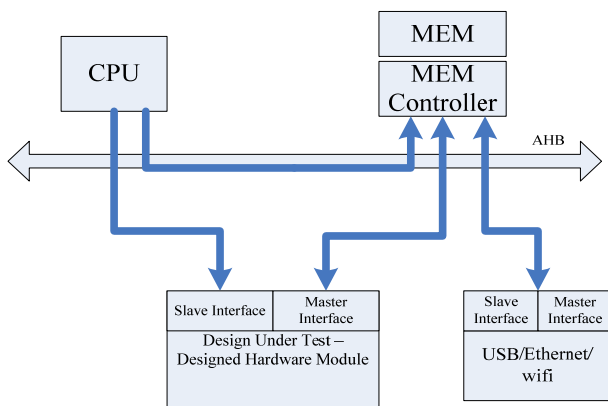 CPU
MEM
MEM
Controller
AHB
Slave Interface
Master
Interface
Design Under Test –
Designed Hardware Module
Slave
Interface
Master
Interface
USB/Ethernet/
wifi